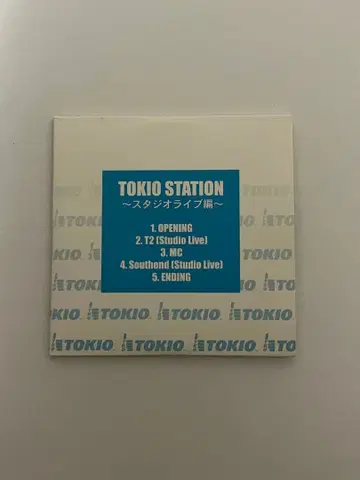 TOKIO STATION
～スタジオライブ編～
1. OPENING
2. T2 (Studio Live)
3. MC
4. Southend (Studio Live)
5. ENDING
TOKIO TOKIO TOKIO TOKIO
TOKIO TOKIO TOKIO